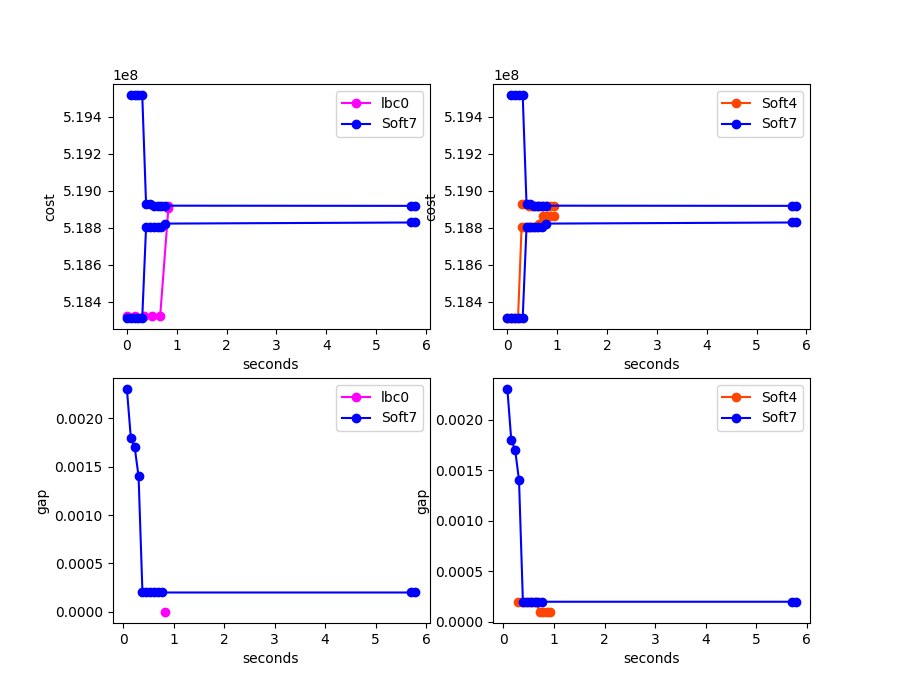 1e8
5.194
5.192
5.190
5.188
5.186
5.184
cost
0 1 2 3 4 5 6
seconds
lbc0
Soft7
1e8
5.194
5.192
5.190
5.188
5.186
5.184
cost
0 1 2 3 4 5 6
seconds
Soft4
Soft7
0.0020
0.0015
0.0010
0.0005
0.0000
gap
0 1 2 3 4 5 6
seconds
lbc0
Soft7
0.0020
0.0015
0.0010
0.0005
0.0000
gap
0 1 2 3 4 5 6
seconds
Soft4
Soft7